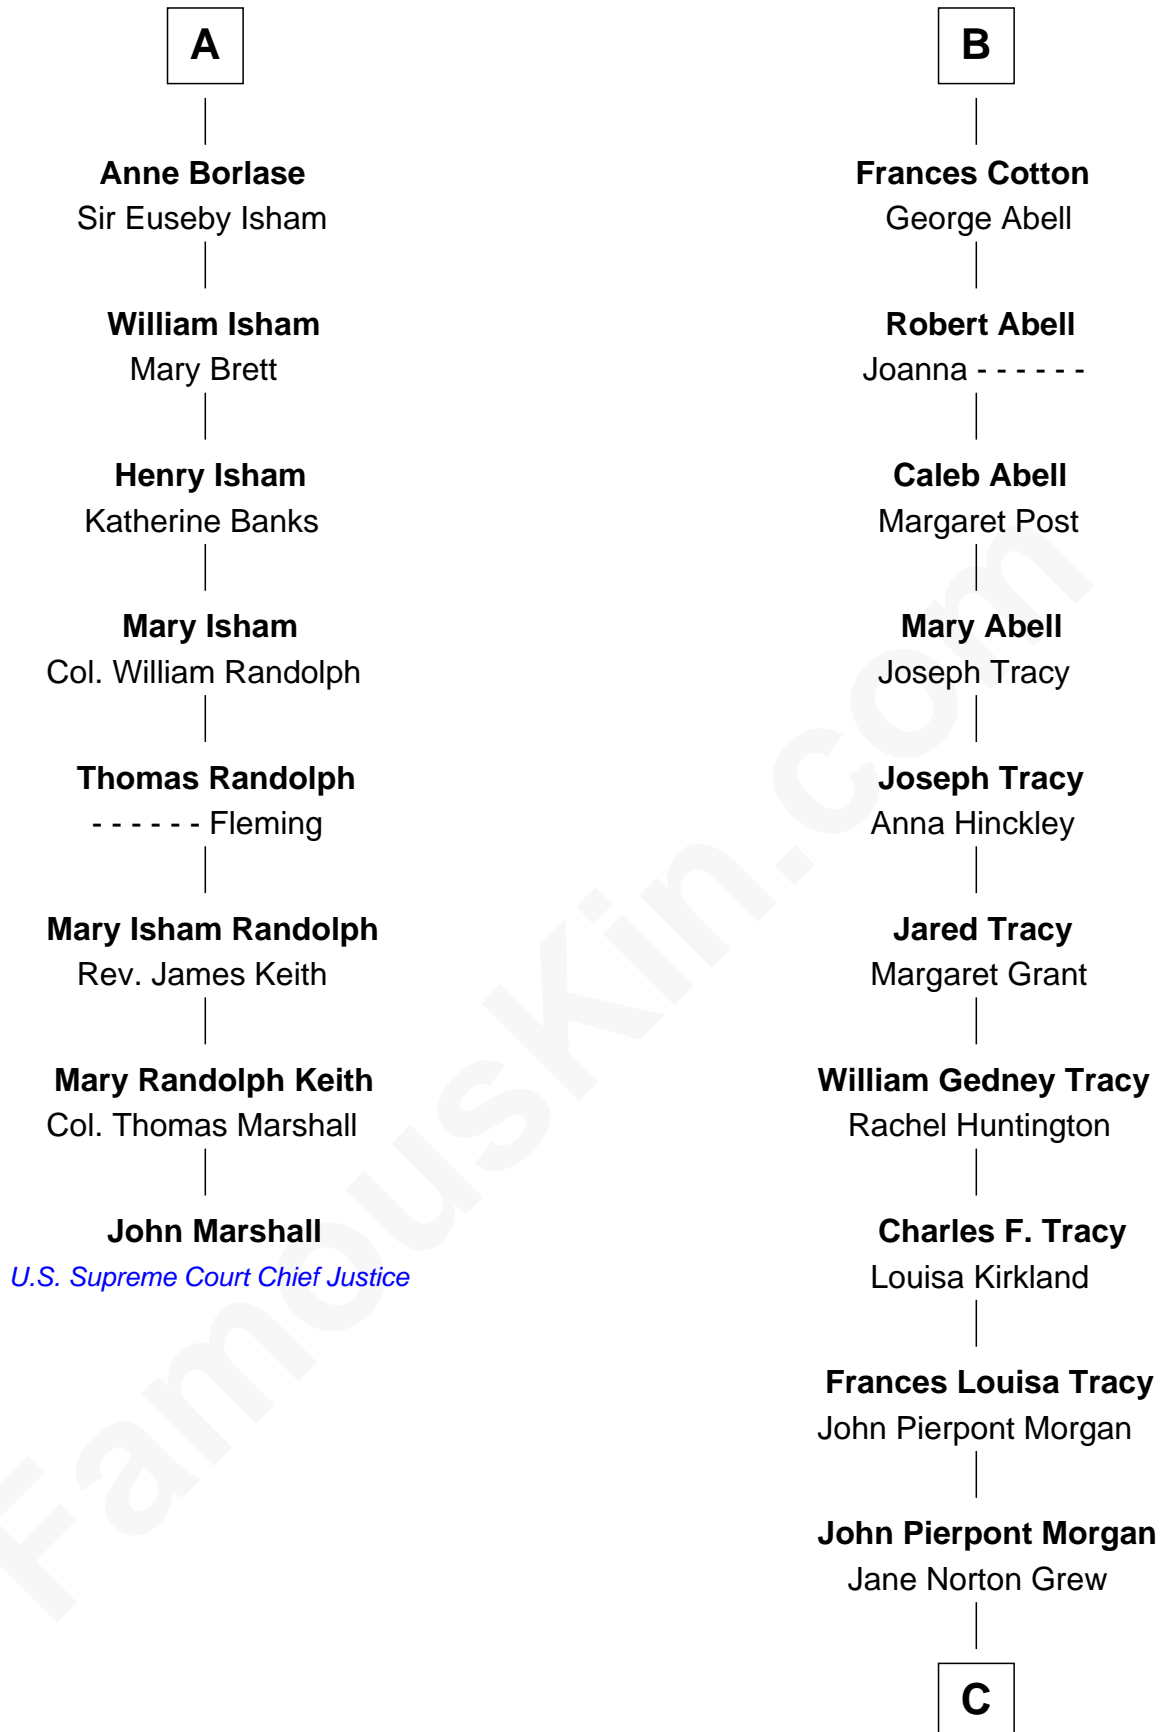 A
Anne Borlase
Sir Euseby Isham
William Isham
Mary Brett
Henry Isham
Katherine Banks
Mary Isham
Col. William Randolph
Thomas Randolph
- - - - - - Fleming
Mary Isham Randolph
Rev. James Keith
Mary Randolph Keith
Col. Thomas Marshall
John Marshall
U.S. Supreme Court Chief Justice
B
Frances Cotton
George Abell
Robert Abell
Joanna - - - - - -
Caleb Abell
Margaret Post
Mary Abell
Joseph Tracy
Joseph Tracy
Anna Hinckley
Jared Tracy
Margaret Grant
William Gedney Tracy
Rachel Huntington
Charles F. Tracy
Louisa Kirkland
Frances Louisa Tracy
John Pierpont Morgan
John Pierpont Morgan
Jane Norton Grew
C
FamousKin.com